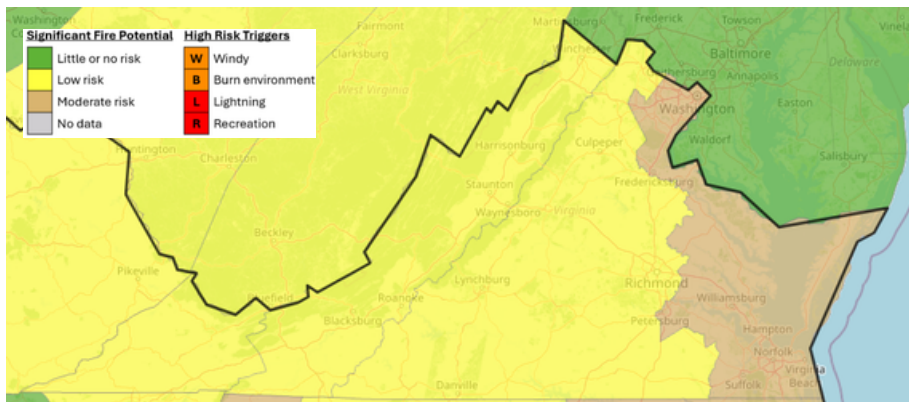 Washington
Fairmont
Martinsburg
Frederick
Towson
Vinela
Significant Fire Potential
High Risk Triggers
Little or no risk
W Windy
Low risk
B Burn environment
Moderate risk
L Lightning
No data
R Recreation
Clarksburg
Winchester
Baltimore
Gaithersburg
Annapolis
Delaware
West Virginia
Washington
Easton
Huntington
Charleston
Harrisonburg
Culpeper
Waldorf
Salisbury
Staunton
Fredericksburg
Waynesboro
Virginia
Beckley
Pikeville
Lynchburg
Richmond
Williamsburg
Bluefield
Roanoke
Blacksburg
Petersburg
Hampton
Norfolk
Virginia
Beach
Danville
Suffolk